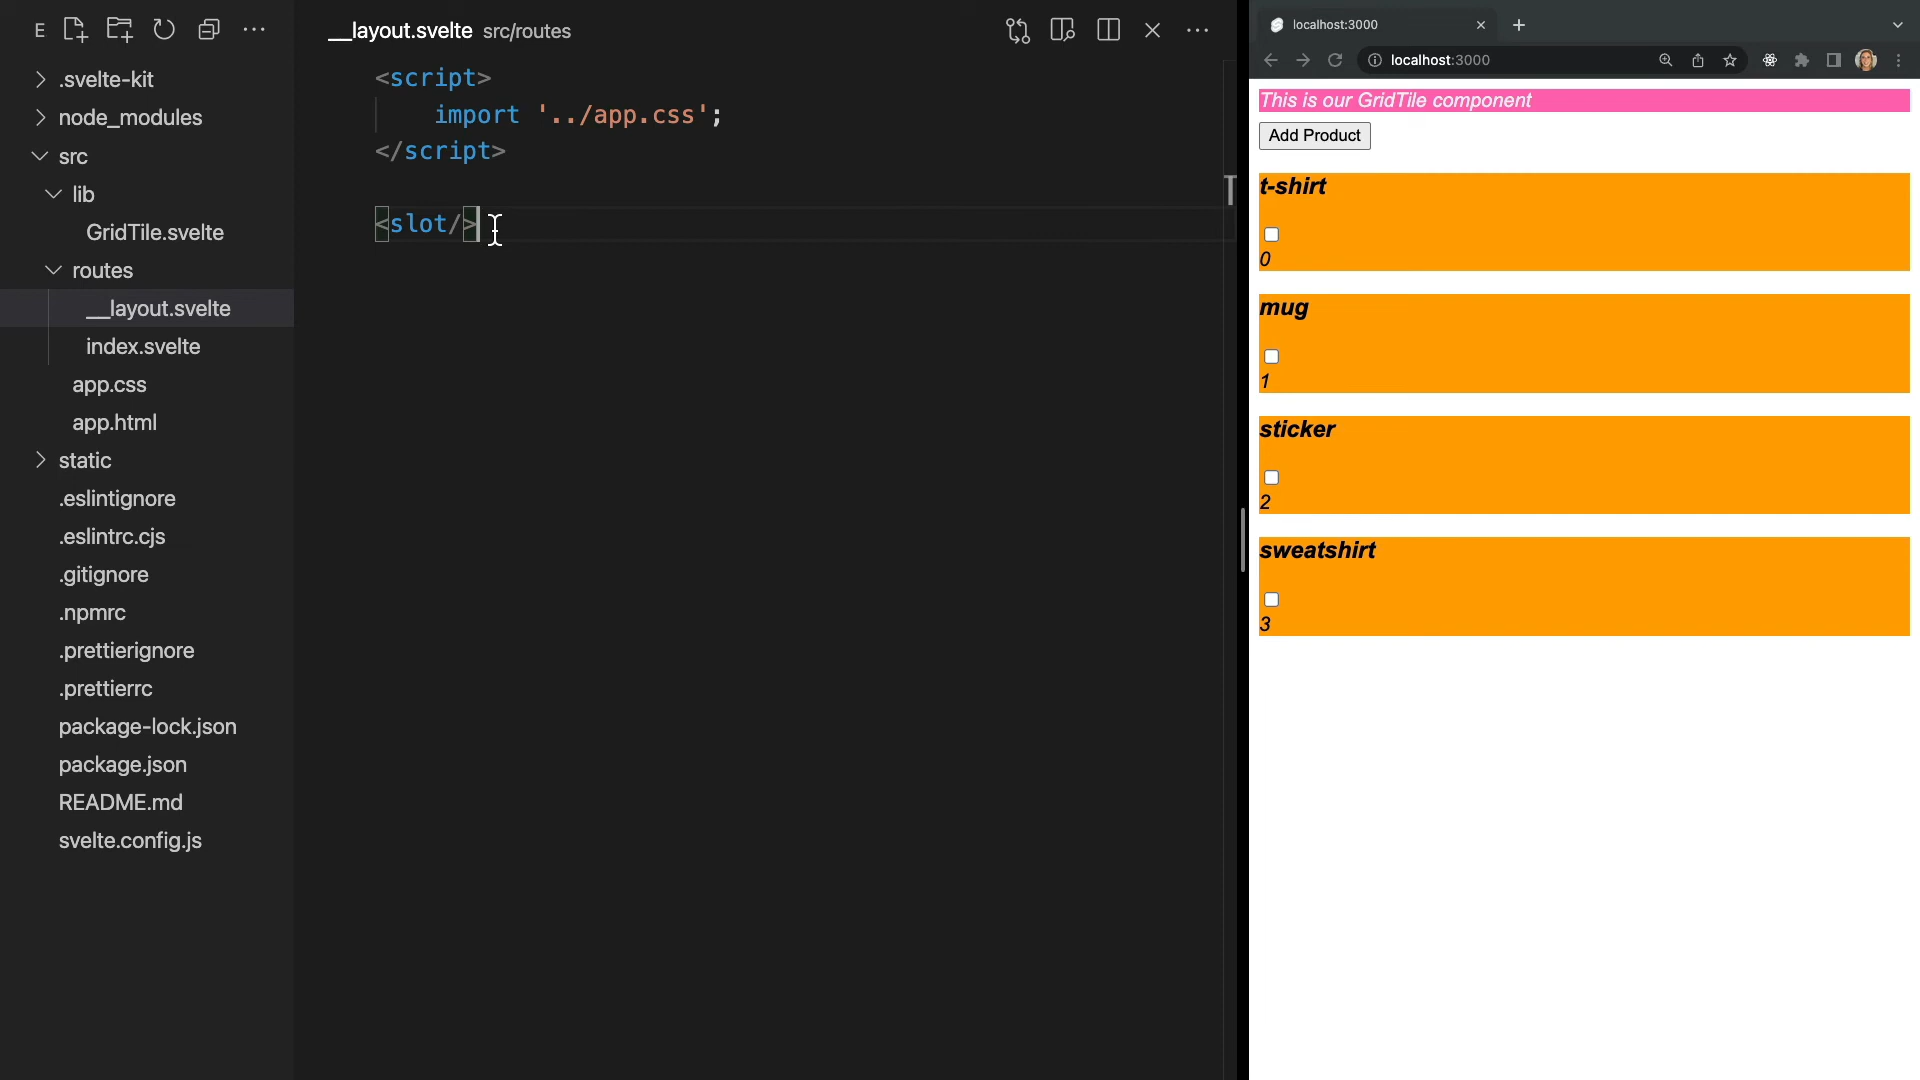 E
.svelte-kit
node_modules
src
lib
GridTile.svelte
routes
__layout.svelte
index.svelte
app.css
app.html
static
.eslintignore
.eslintrc.cjs
.gitignore
.npmrc
.prettierignore
.prettierrc
package-lock.json
package.json
README.md
svelte.config.js
__layout.svelte src/routes
<script>
import '../app.css';
</script>
<slot/>
localhost:3000
localhost:3000
This is our GridTile component
Add Product
t-shirt
0
mug
1
sticker
2
sweatshirt
3